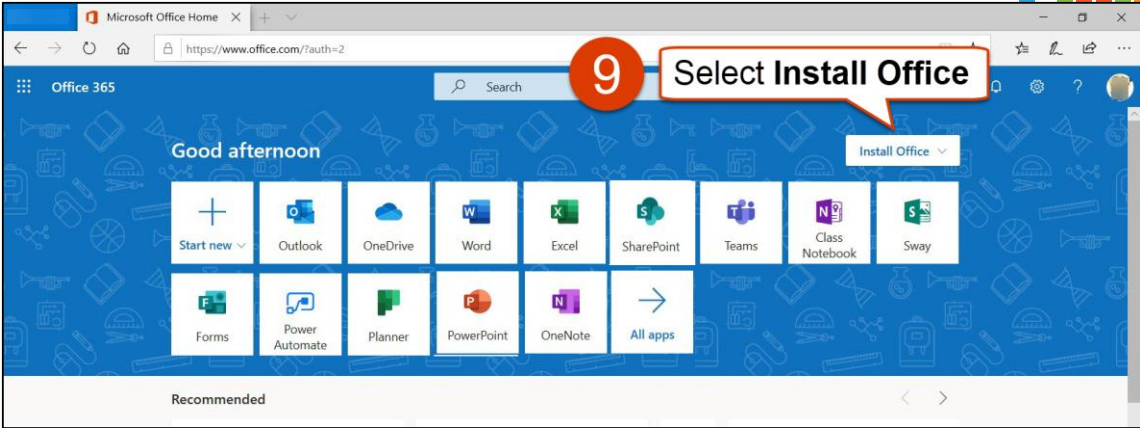 Microsoft Office Home
https://www.office.com/?auth=2
9
Select Install Office
Office 365
Search
?
Good afternoon
Install Office
Start new
Outlook
OneDrive
Word
Excel
SharePoint
Teams
Class
Notebook
Sway
Forms
Power
Automate
Planner
PowerPoint
OneNote
All apps
Recommended